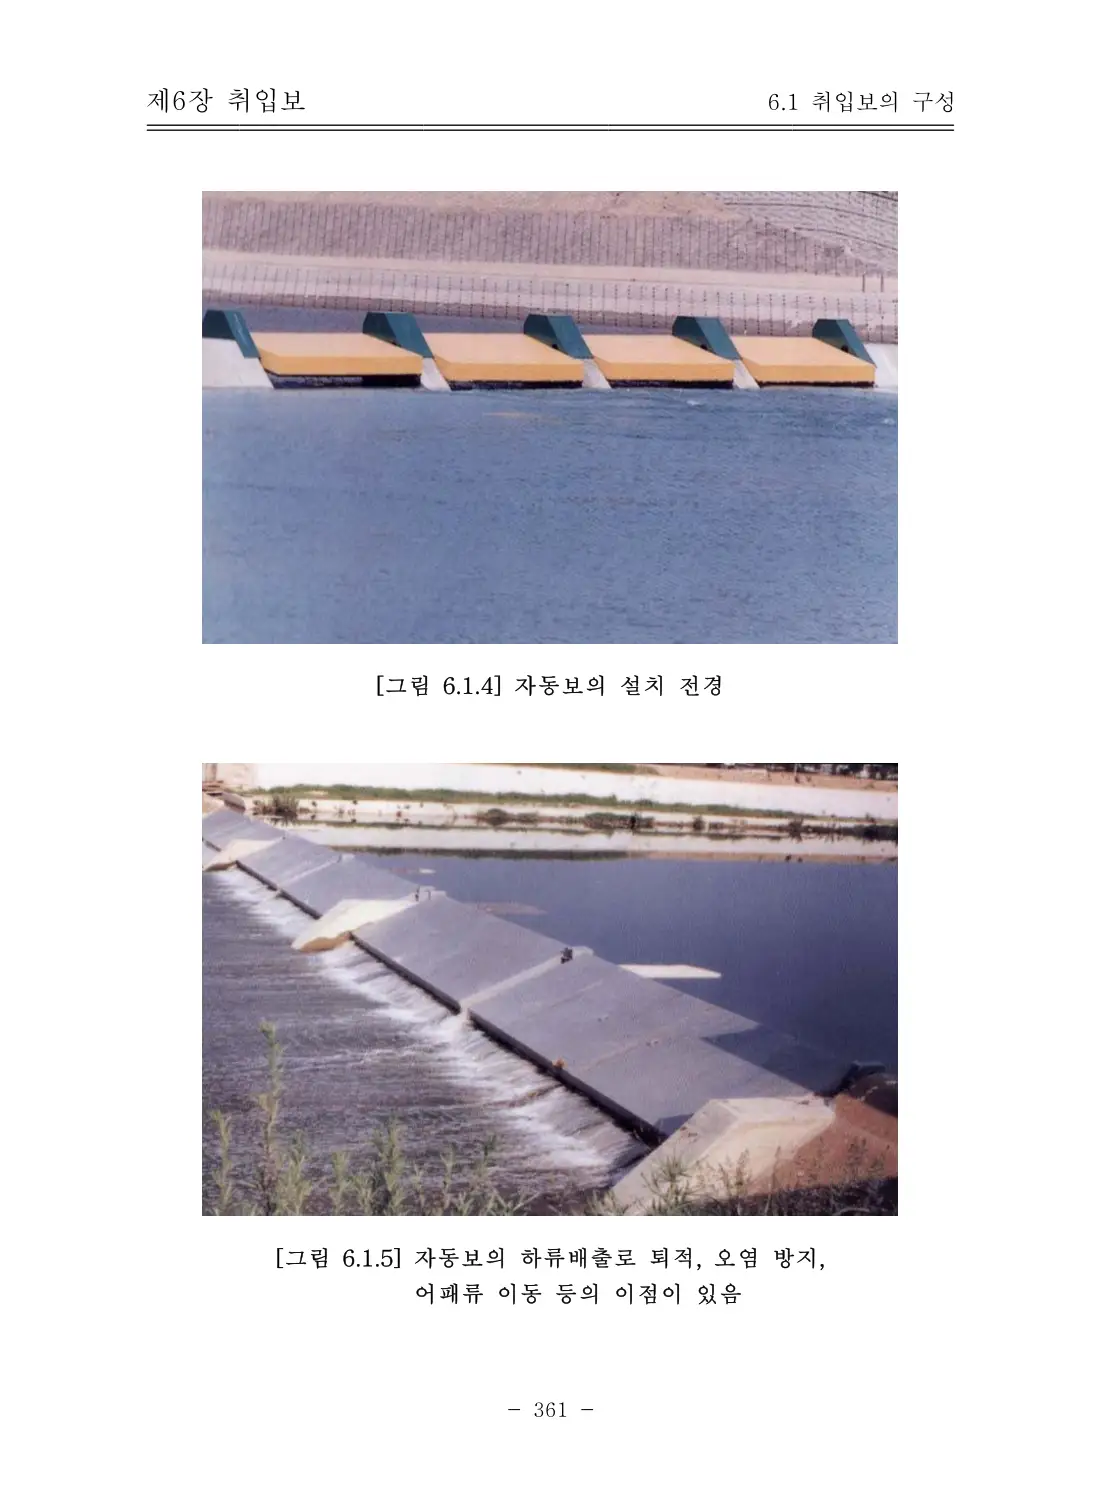 제6장 취입보
6.1 취입보의 구성
[그림 6.1.4] 자동보의 설치 전경
[그림 6.1.5] 자동보의 하류배출로 퇴적, 오염 방지,
어패류 이동 등의 이점이 있음
- 361 -